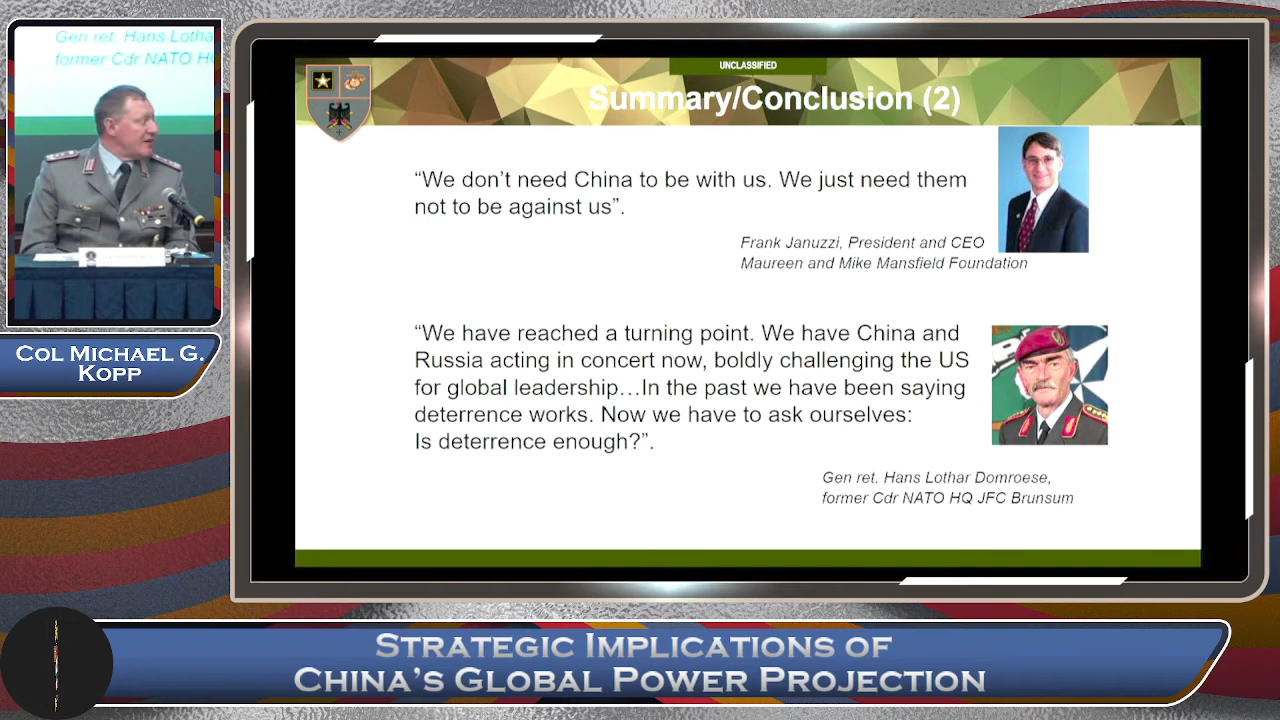 Gen ret. Hans Lotha
former Cdr NATO H
COL MICHAEL G.
KOPP
UNCLASSIFIED
Summary/Conclusion (2)
“We don’t need China to be with us. We just need them
not to be against us”.
Frank Januzzi, President and CEO
Maureen and Mike Mansfield Foundation
“We have reached a turning point. We have China and
Russia acting in concert now, boldly challenging the US
for global leadership…In the past we have been saying
deterrence works. Now we have to ask ourselves:
Is deterrence enough?”.
Gen ret. Hans Lothar Domroese,
former Cdr NATO HQ JFC Brunsum
STRATEGIC IMPLICATIONS OF
CHINA’S GLOBAL POWER PROJECTION